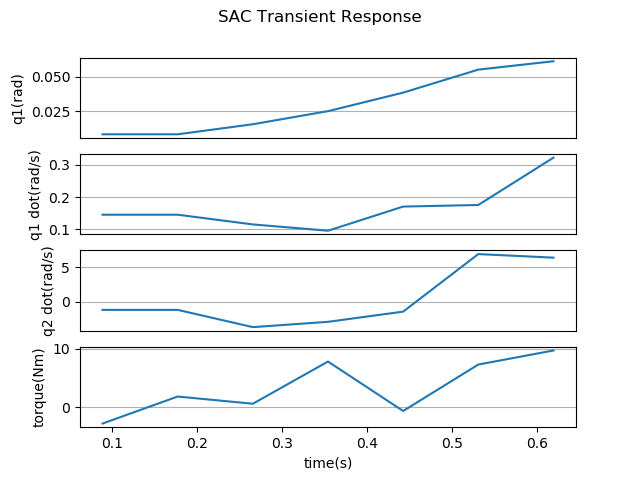 SAC Transient Response
q1(rad)
0.050
0.025
q1 dot(rad/s)
0.3
0.2
0.1
q2 dot(rad/s)
5
0
torque(Nm)
10
0
0.1 0.2 0.3 0.4 0.5 0.6
time(s)